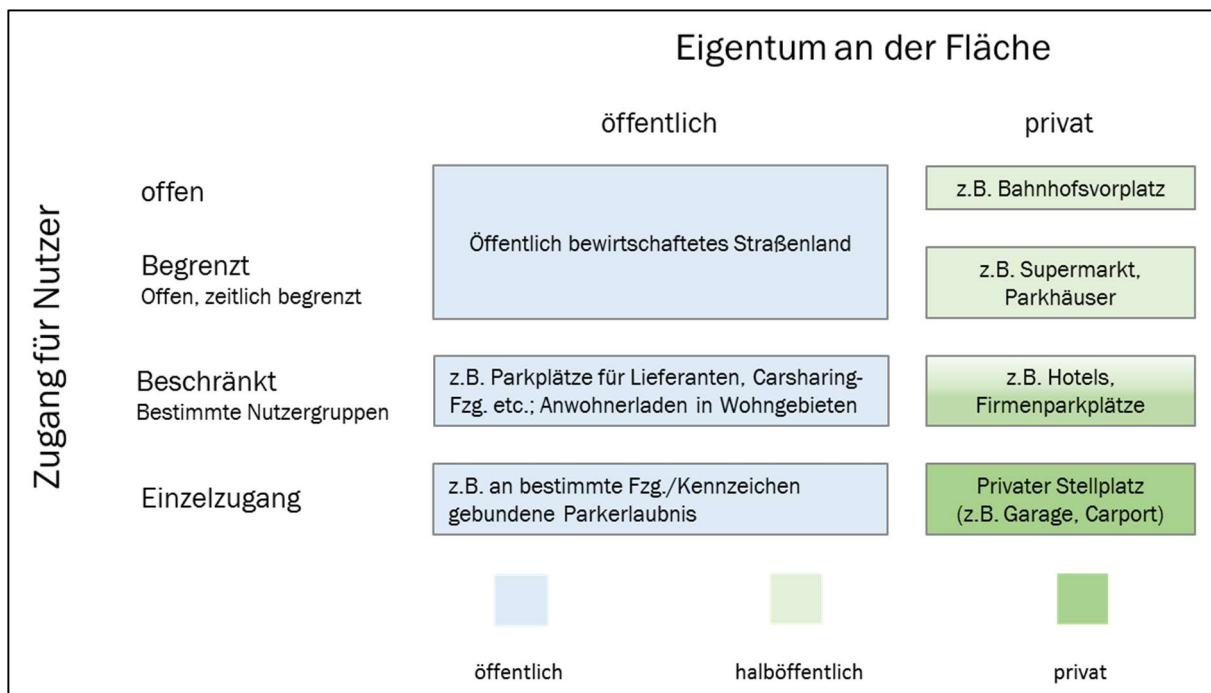 Eigentum an der Fläche
öffentlich
privat
Zugang für Nutzer
offen
Öffentlich bewirtschaftetes Straßenland
z.B. Bahnhofsvorplatz
Begrenzt
Offen, zeitlich begrenzt
z.B. Supermarkt,
Parkhäuser
Beschränkt
Bestimmte Nutzergruppen
z.B. Parkplätze für Lieferanten, Carsharing-
Fzg. etc.; Anwohnerladen in Wohngebieten
z.B. Hotels,
Firmenparkplätze
Einzelzugang
z.B. an bestimmte Fzg./Kennzeichen
gebundene Parkerlaubnis
Privater Stellplatz
(z.B. Garage, Carport)
öffentlich
halböffentlich
privat